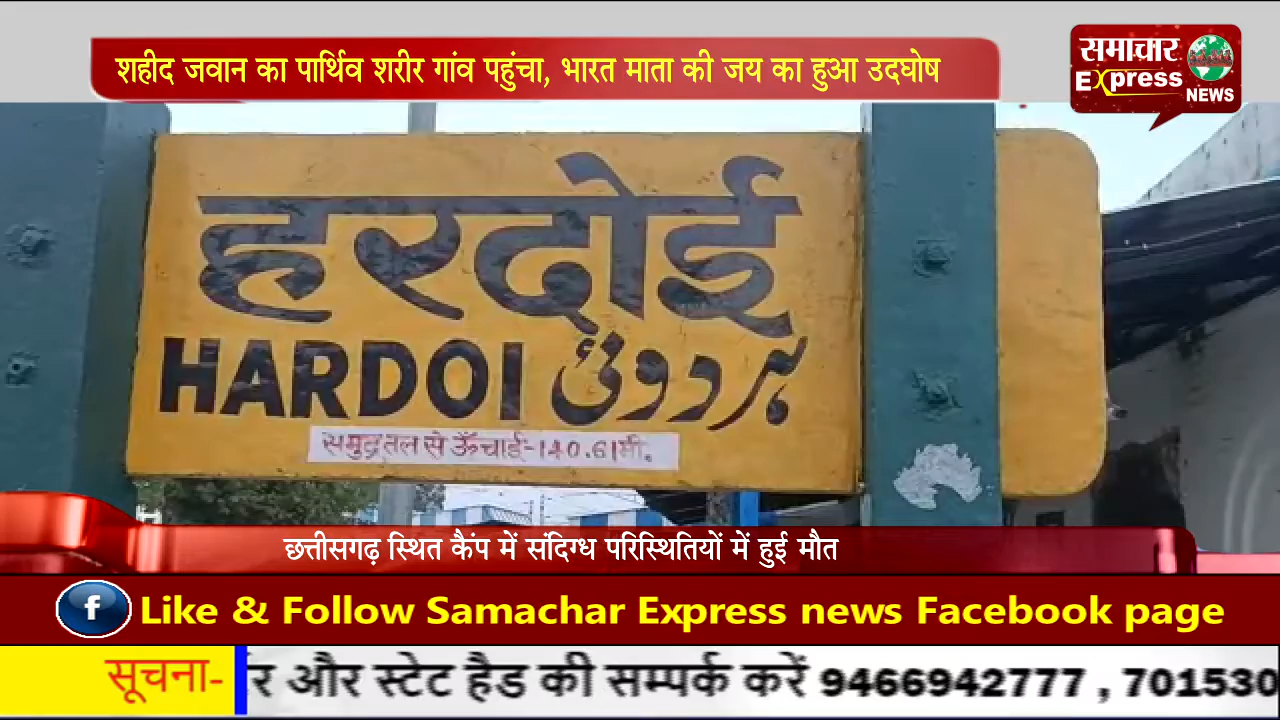 शहीद जवान का पार्थिव शरीर गांव पहुंचा, भारत माता की जय का हुआ उदघोष
समाचार
Express
NEWS
हरदोई
HARDOI ہردوئی
समुद्र तल से ऊँचाई-140.61मी.
छत्तीसगढ़ स्थित कैंप में संदिग्ध परिस्थितियों में हुई मौत
f Like & Follow Samachar Express news Facebook page
सूचना- और स्टेट हैड की सम्पर्क करें 9466942777 , 701530